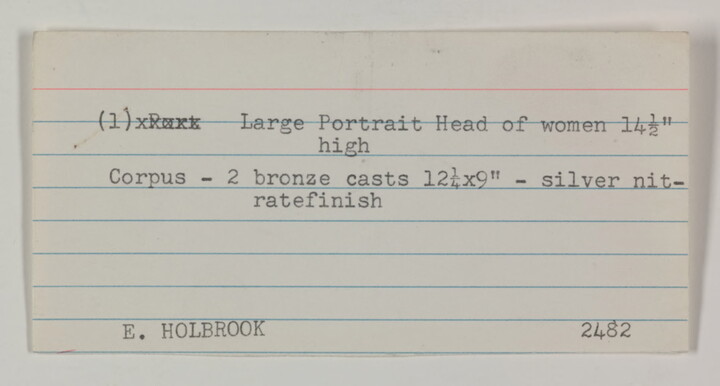 (1) Large Portrait Head of women 14½"
high
Corpus - 2 bronze casts 12¼x9" - silver nit-
ratefinish
E. HOLBROOK 2482